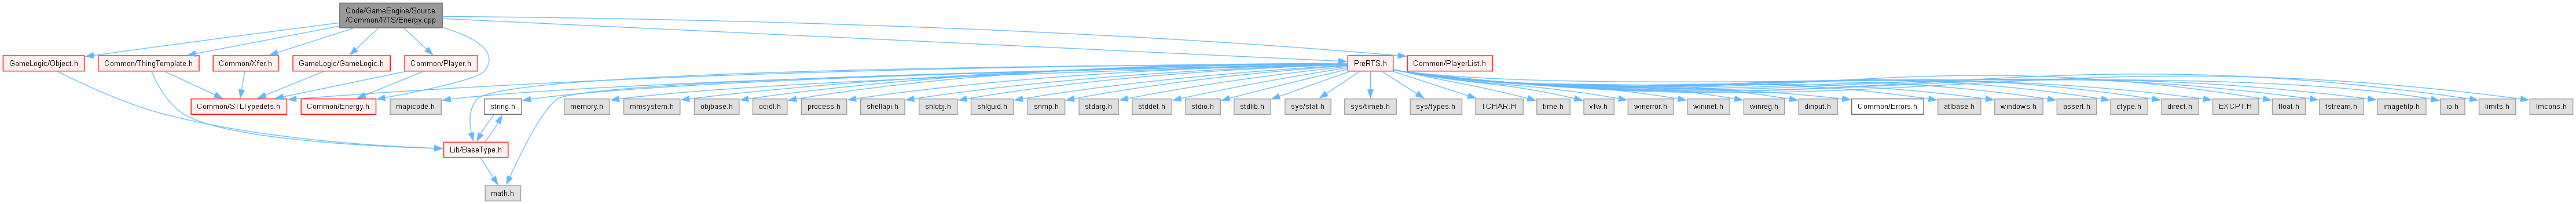 Code/GameEngine/Source
/Common/RTS/Energy.cpp
GameLogic/Object.h
Common/ThingTemplate.h
Common/Xfer.h
GameLogic/GameLogic.h
Common/Player.h
PreRTS.h
Common/PlayerList.h
Common/STLTypedefs.h
Common/Energy.h
mapicode.h
string.h
memory.h
mmsystem.h
objbase.h
ocidl.h
process.h
shellapi.h
shlobj.h
shlguid.h
snmp.h
stdarg.h
stddef.h
stdio.h
stdlib.h
sys/stat.h
sys/timeb.h
sys/types.h
TCHAR.H
time.h
vfw.h
winerror.h
winnet.h
winreg.h
dinput.h
Common/Errors.h
atlbase.h
windows.h
assert.h
ctype.h
direct.h
EXCPT.H
float.h
fstream.h
imagehlp.h
io.h
limits.h
lmcons.h
Lib/BaseType.h
math.h